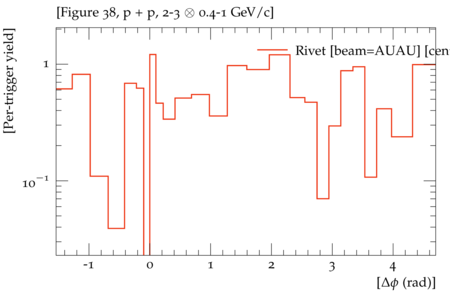 [Figure 38, p + p, 2-3 ⊗ 0.4-1 GeV/c]
[Per-trigger yield]
Rivet [beam=AUAU] [cen
1
10⁻¹
-1 0 1 2 3 4
[Δϕ (rad)]